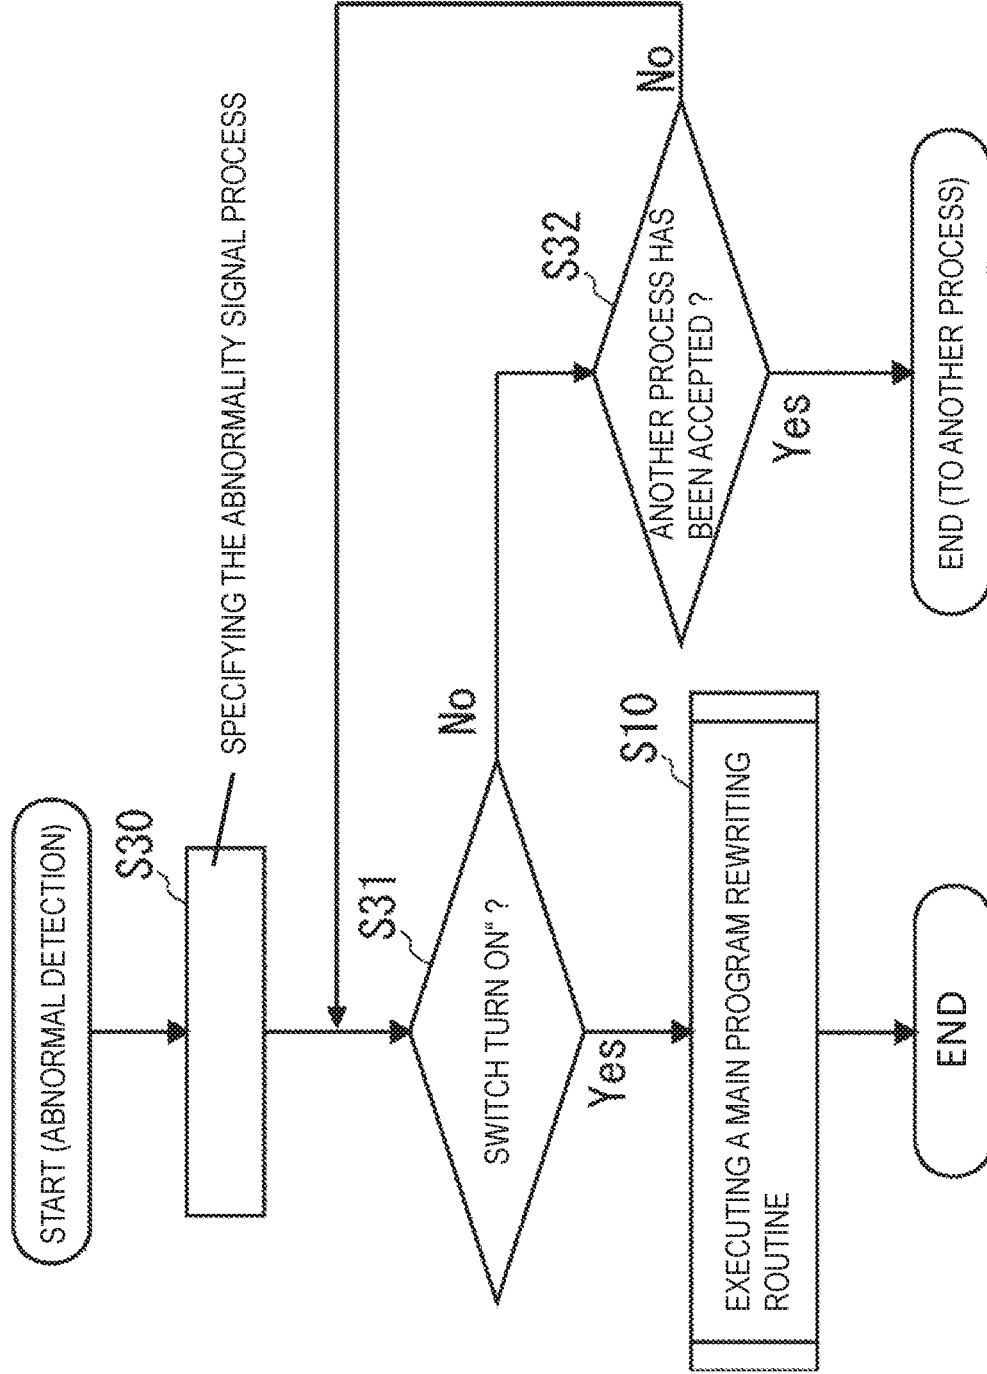 START (ABNORMAL DETECTION)
S30
SPECIFYING THE ABNORMALITY SIGNAL PROCESS
S31
SWITCH TURN ON" ?
No
Yes
S32
ANOTHER PROCESS HAS
BEEN ACCEPTED ?
No
Yes
S10
EXECUTING A MAIN PROGRAM REWRITING
ROUTINE
END
END (TO ANOTHER PROCESS)